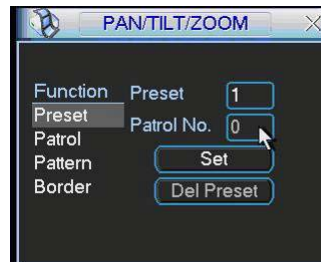 PAN/TILT/ZOOM
Function
Preset
Patrol
Pattern
Border
Preset 1
Patrol No. 0
Set
Del Preset